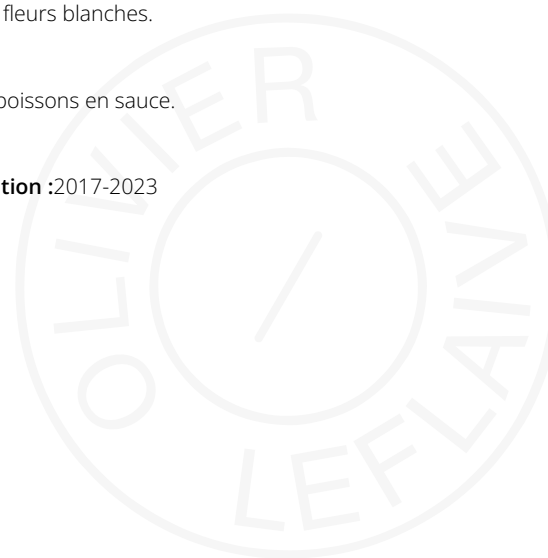 fleurs blanches.
poissons en sauce.
tion :2017-2023
OLIVIER
LEFLAIVE